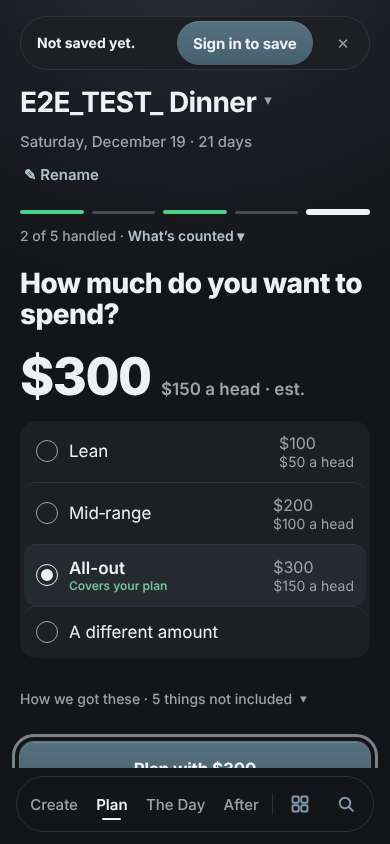 Not saved yet.
Sign in to save
×
E2E_TEST_ Dinner ▾
Saturday, December 19 · 21 days
✎ Rename
2 of 5 handled · What's counted ▾
How much do you want to
spend?
$300 $150 a head · est.
Lean
$100
$50 a head
Mid-range
$200
$100 a head
All-out
Covers your plan
$300
$150 a head
A different amount
How we got these · 5 things not included ▾
Plan with $300
Create Plan The Day After